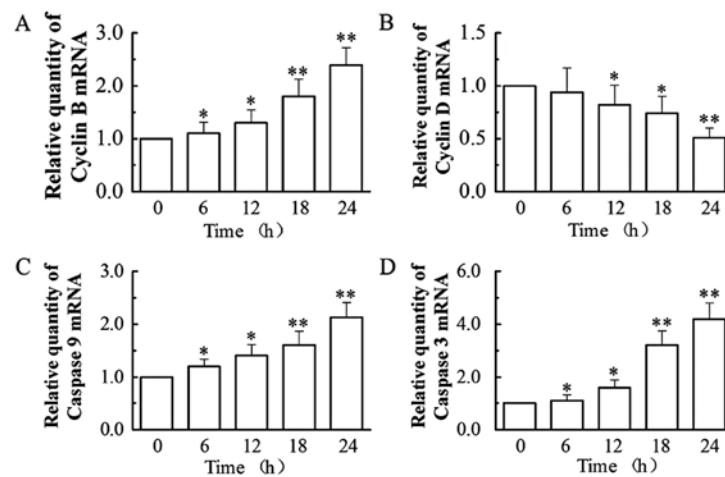 A
Relative quantity of
Cyclin B mRNA
3.0
2.0
1.0
0.0
*
*
**
**
0 6 12 18 24
Time (h)
B
Relative quantity of
Cyclin D mRNA
1.5
1.0
0.5
0.0
*
*
**
0 6 12 18 24
Time (h)
C
Relative quantity of
Caspase 9 mRNA
3.0
2.0
1.0
0.0
*
*
**
**
0 6 12 18 24
Time (h)
D
Relative quantity of
Caspase 3 mRNA
6.0
4.0
2.0
0.0
*
*
**
**
0 6 12 18 24
Time (h)